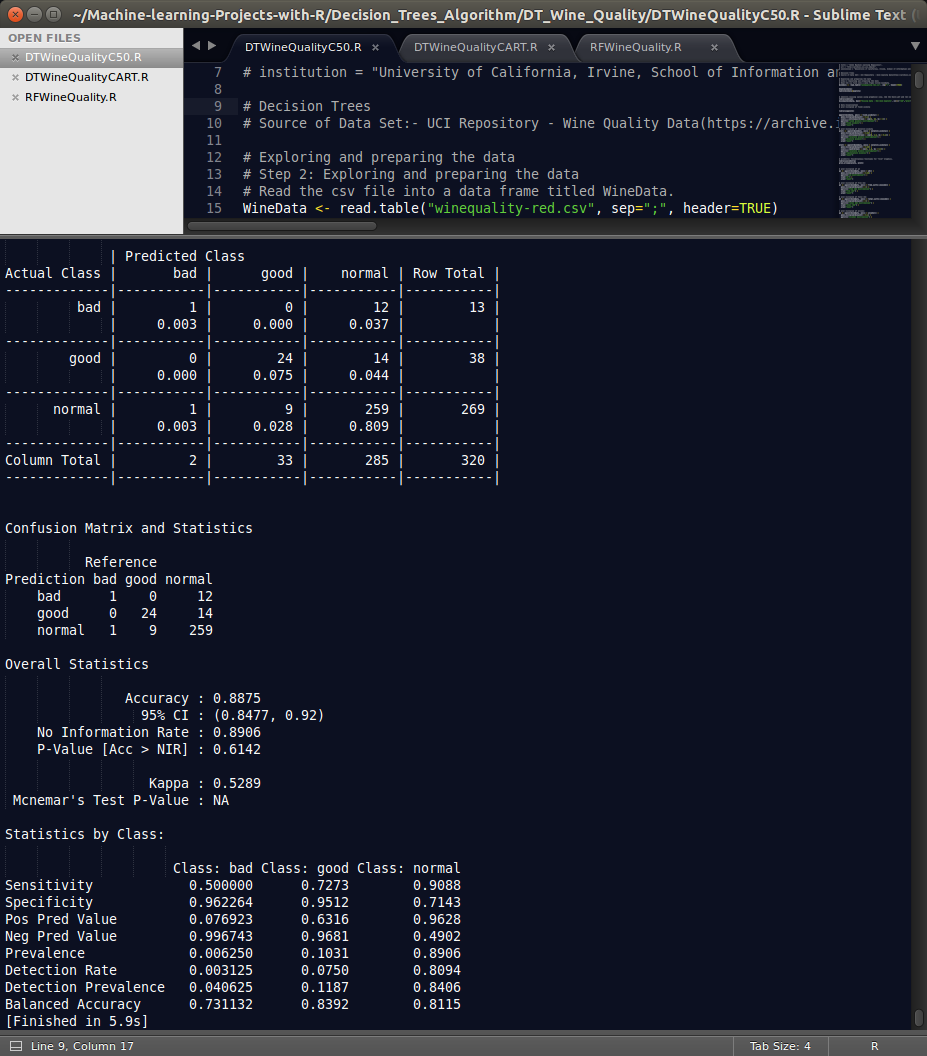 ~/Machine-learning-Projects-with-R/Decision_Trees_Algorithm/DT_Wine_Quality/DTWineQualityC50.R - Sublime Text (
OPEN FILES
DTWineQualityC50.R
DTWineQualityCART.R
RFWineQuality.R
DTWineQualityC50.R × DTWineQualityCART.R × RFWineQuality.R ×
7 # institution = "University of California, Irvine, School of Information a
8
9 # Decision Trees
10 # Source of Data Set:- UCI Repository - Wine Quality Data(https://archive.i
11
12 # Exploring and preparing the data
13 # Step 2: Exploring and preparing the data
14 # Read the csv file into a data frame titled WineData.
15 WineData <- read.table("winequality-red.csv", sep=";", header=TRUE)
| Predicted Class
Actual Class | bad | good | normal | Row Total |
-------------|-----------|-----------|-----------|-----------|
bad | 1 | 0 | 12 | 13 |
| 0.003 | 0.000 | 0.037 | |
-------------|-----------|-----------|-----------|-----------|
good | 0 | 24 | 14 | 38 |
| 0.000 | 0.075 | 0.044 | |
-------------|-----------|-----------|-----------|-----------|
normal | 1 | 9 | 259 | 269 |
| 0.003 | 0.028 | 0.809 | |
-------------|-----------|-----------|-----------|-----------|
Column Total | 2 | 33 | 285 | 320 |
-------------|-----------|-----------|-----------|-----------|
Confusion Matrix and Statistics
Reference
Prediction bad good normal
bad 1 0 12
good 0 24 14
normal 1 9 259
Overall Statistics
Accuracy : 0.8875
95% CI : (0.8477, 0.92)
No Information Rate : 0.8906
P-Value [Acc > NIR] : 0.6142
Kappa : 0.5289
Mcnemar's Test P-Value : NA
Statistics by Class:
Class: bad Class: good Class: normal
Sensitivity 0.500000 0.7273 0.9088
Specificity 0.962264 0.9512 0.7143
Pos Pred Value 0.076923 0.6316 0.9628
Neg Pred Value 0.996743 0.9681 0.4902
Prevalence 0.006250 0.1031 0.8906
Detection Rate 0.003125 0.0750 0.8094
Detection Prevalence 0.040625 0.1187 0.8406
Balanced Accuracy 0.731132 0.8392 0.8115
[Finished in 5.9s]
Line 9, Column 17 Tab Size: 4 R